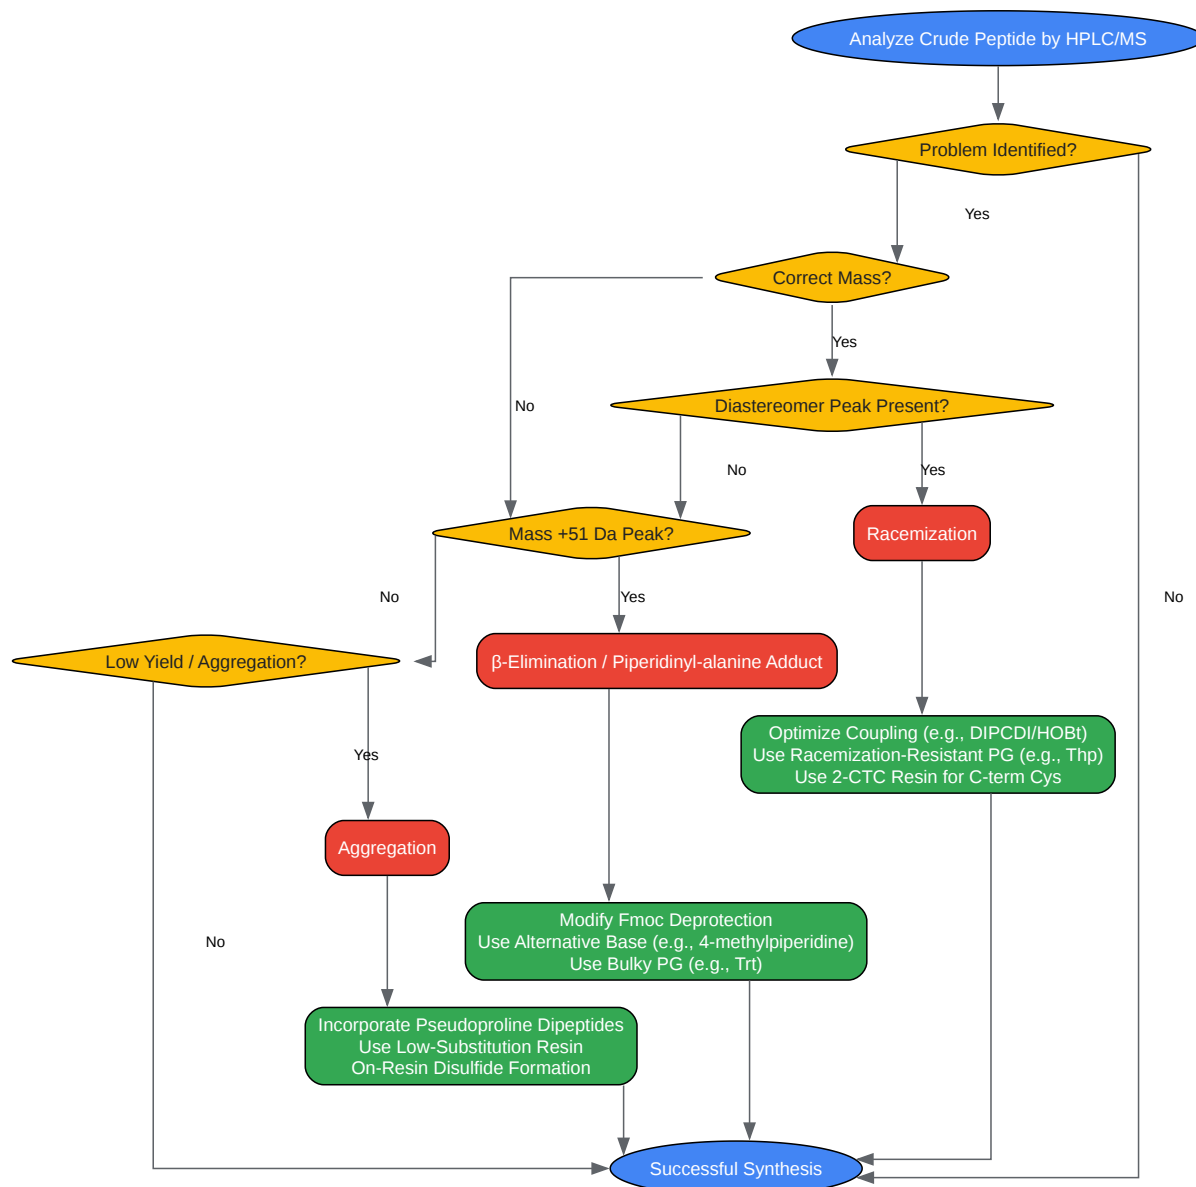 Analyze Crude Peptide by HPLC/MS
Problem Identified?
Yes
Correct Mass?
Yes
Diastereomer Peak Present?
No
No
Yes
Mass +51 Da Peak?
Racemization
No
Yes
No
Low Yield / Aggregation?
β-Elimination / Piperidinyl-alanine Adduct
Optimize Coupling (e.g., DIPCDI/HOBt)
Use Racemization-Resistant PG (e.g., Thp)
Use 2-CTC Resin for C-term Cys
Yes
Aggregation
Modify Fmoc Deprotection
Use Alternative Base (e.g., 4-methylpiperidine)
Use Bulky PG (e.g., Trt)
No
Incorporate Pseudoproline Dipeptides
Use Low-Substitution Resin
On-Resin Disulfide Formation
Successful Synthesis